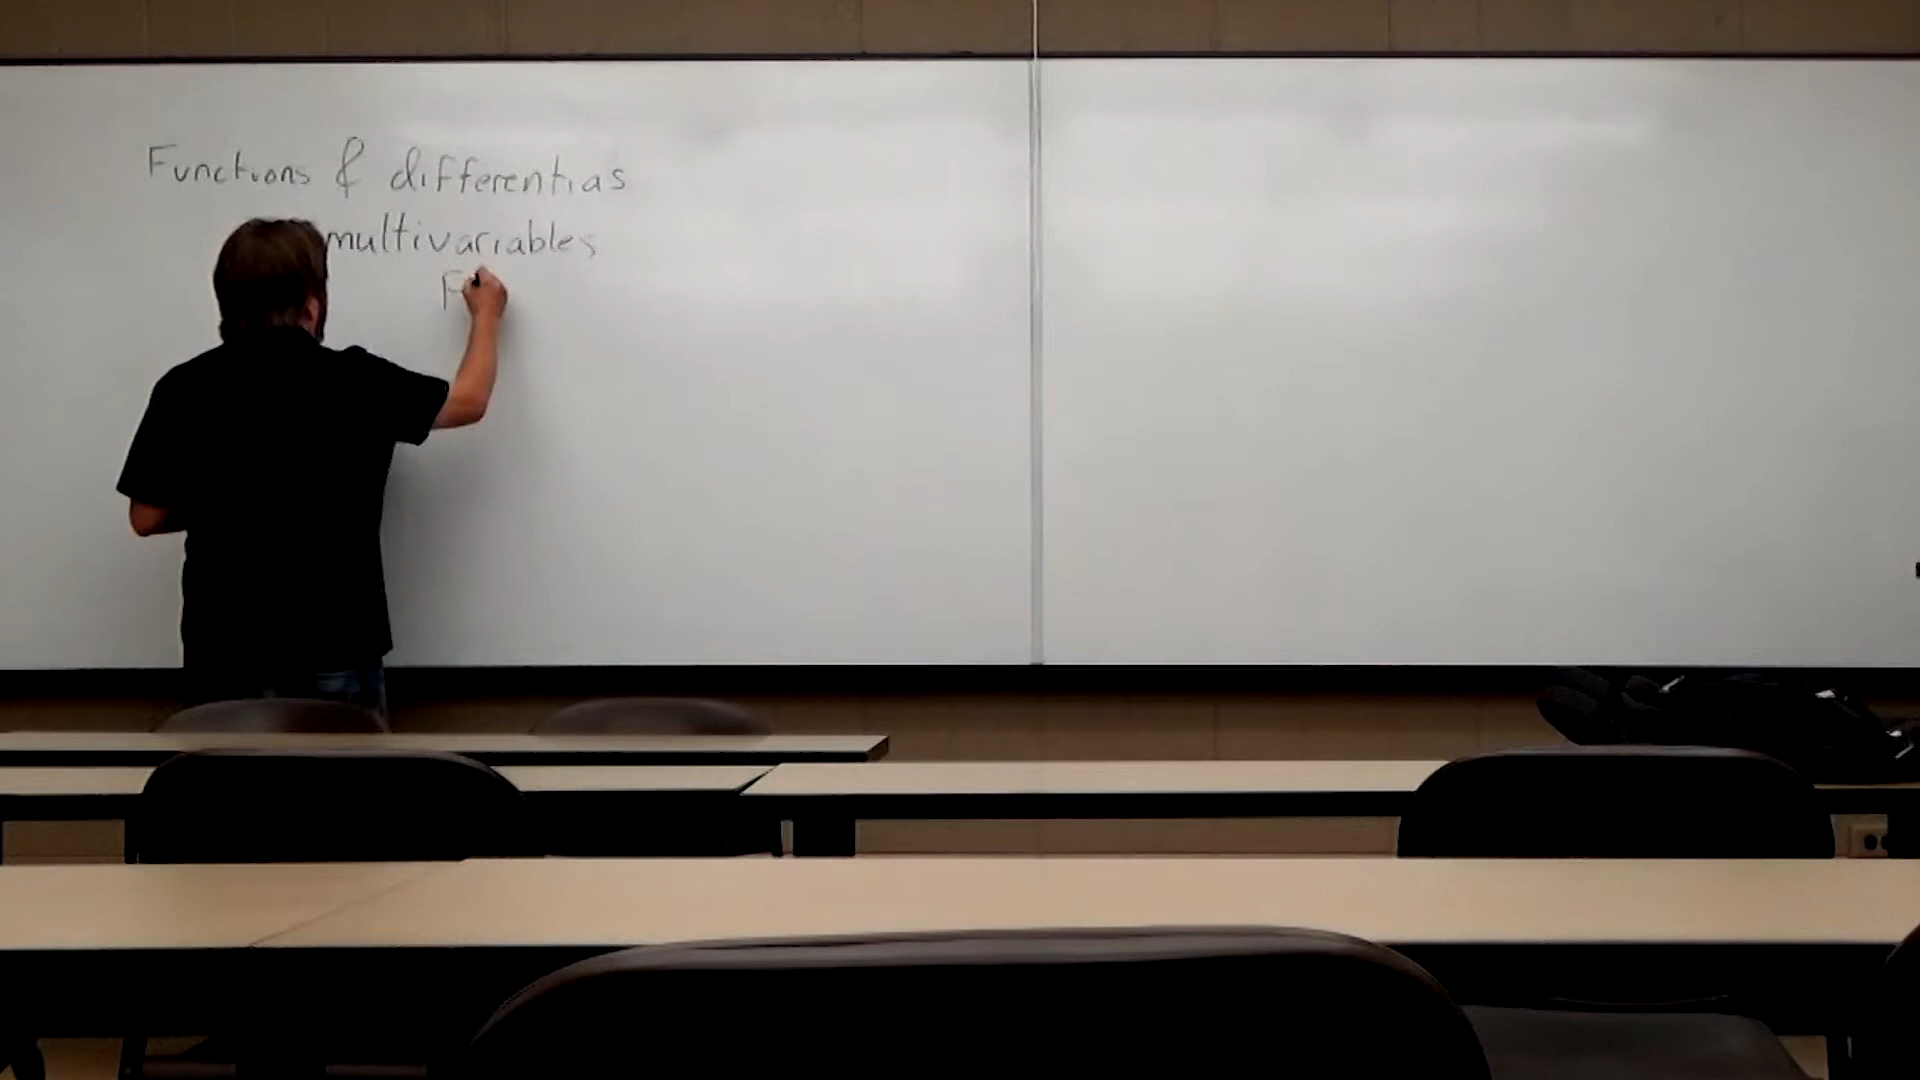 Functions & differentias
multivariables
F